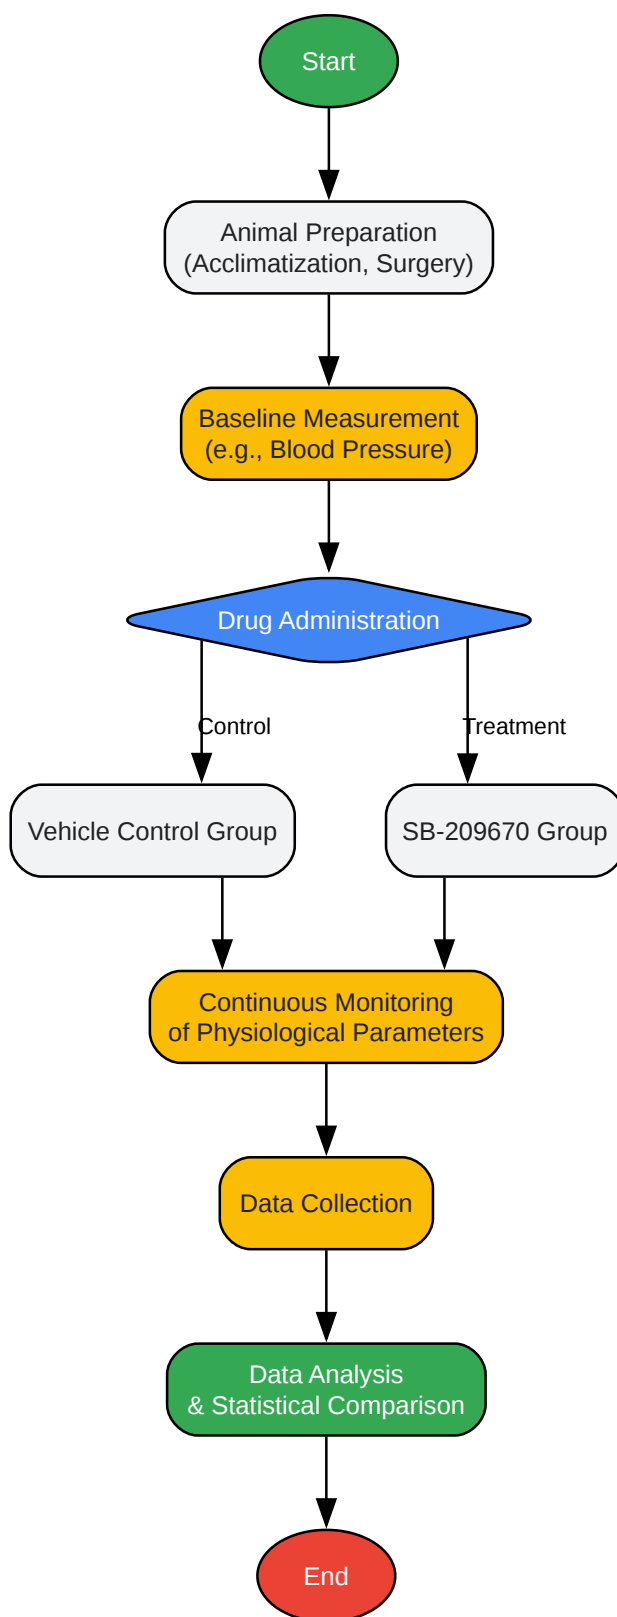 Start
Animal Preparation
(Acclimatization, Surgery)
Baseline Measurement
(e.g., Blood Pressure)
Drug Administration
Control
Treatment
Vehicle Control Group
SB-209670 Group
Continuous Monitoring
of Physiological Parameters
Data Collection
Data Analysis
& Statistical Comparison
End